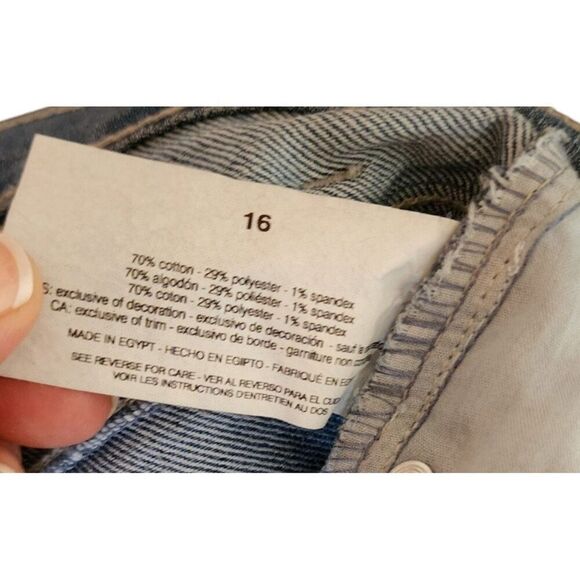 16
70% cotton - 29% polyester - 1% spandex
70% algodón - 29% poliéster - 1% spandex
70% coton - 29% polyester - 1% spandex
S: exclusive of decoration - exclusivo de decoración - sauf la
CA: exclusive of trim - exclusivo de borde - garniture non
MADE IN EGYPT - HECHO EN EGIPTO - FABRIQUÉ EN
SEE REVERSE FOR CARE - VER AL REVERSO PARA EL
VOIR LES INSTRUCTIONS D'ENTRETIEN AU DOS